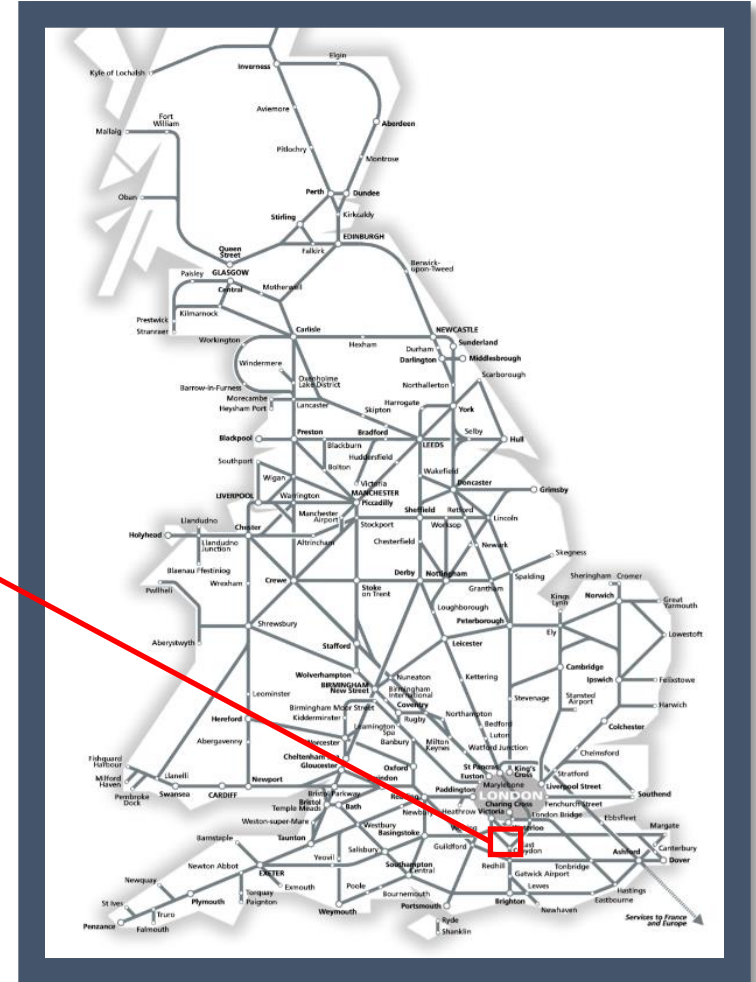 Elgin
Inverness
Kyle of Lochalsh
Aviemore
Fort
William
Aberdeen
Mallaig
Pitlochry
Montrose
Perth
Dundee
Oban
Stirling
Kirkcaldy
EDINBURGH
Queen
Street
Falkirk
Berwick-
upon-Tweed
Paisley
GLASGOW
Central
Motherwell
Prestwick
Kilmarnock
Stranraer
Carlisle
NEWCASTLE
Workington
Hexham
Sunderland
Durham
Darlington
Middlesbrough
Windermere
Scarborough
Oxenholme
Lake District
Barrow-in-Furness
Northallerton
Morecambe
Heysham Port
Lancaster
Harrogate
York
Skipton
Blackpool
Preston
Bradford
Selby
Hull
Blackburn
LEEDS
Huddersfield
Southport
Bolton
Wakefield
Wigan
Victoria
Doncaster
MANCHESTER
Piccadilly
Grimsby
LIVERPOOL
Warrington
Sheffield
Retford
Manchester
Airport
Lincoln
Llandudno
Stockport
Worksop
Chester
Holyhead
Llandudno
Junction
Altrincham
Chesterfield
Newark
Skegness
Blaenau Ffestiniog
Derby
Nottingham
Spalding
Sheringham
Cromer
Pwllheli
Wrexham
Crewe
Stoke
on Trent
Grantham
Kings
Lynn
Norwich
Great
Yarmouth
Loughborough
Peterborough
Shrewsbury
Ely
Lowestoft
Aberystwyth
Stafford
Leicester
Wolverhampton
Cambridge
Nuneaton
Kettering
BIRMINGHAM
New Street
Birmingham
International
Ipswich
Felixstowe
Leominster
Stevenage
Stansted
Airport
Coventry
Birmingham Moor Street
Harwich
Hereford
Kidderminster
Rugby
Northampton
Leamington
Spa
Bedford
Colchester
Abergavenny
Worcester
Banbury
Milton
Keynes
Luton
Watford Junction
Chelmsford
Fishguard
Harbour
Cheltenham Spa
Gloucester
Oxford
St Pancras
King's
Cross
Euston
Stratford
Milford
Haven
Llanelli
Newport
Marylebone
Liverpool Street
Pembroke
Dock
Swansea
CARDIFF
Bristol Parkway
Paddington
LONDON
Southend
Bristol
Temple Meads
Bath
Reading
Charing Cross
Fenchurch Street
Newbury
Heathrow
Victoria
London Bridge
Ebbsfleet
Weston-super-Mare
Westbury
Waterloo
Margate
Barnstaple
Taunton
Basingstoke
Canterbury
Yeovil
Salisbury
Guildford
Croydon
Ashford
Dover
Newton Abbot
Redhill
Tonbridge
EXETER
Southampton
Central
Gatwick Airport
Newquay
Exmouth
Poole
Lewes
Hastings
St Ives
Plymouth
Torquay
Paignton
Bournemouth
Brighton
Eastbourne
Truro
Weymouth
Portsmouth
Newhaven
Penzance
Falmouth
Ryde
Shanklin
Services to France
and Europe